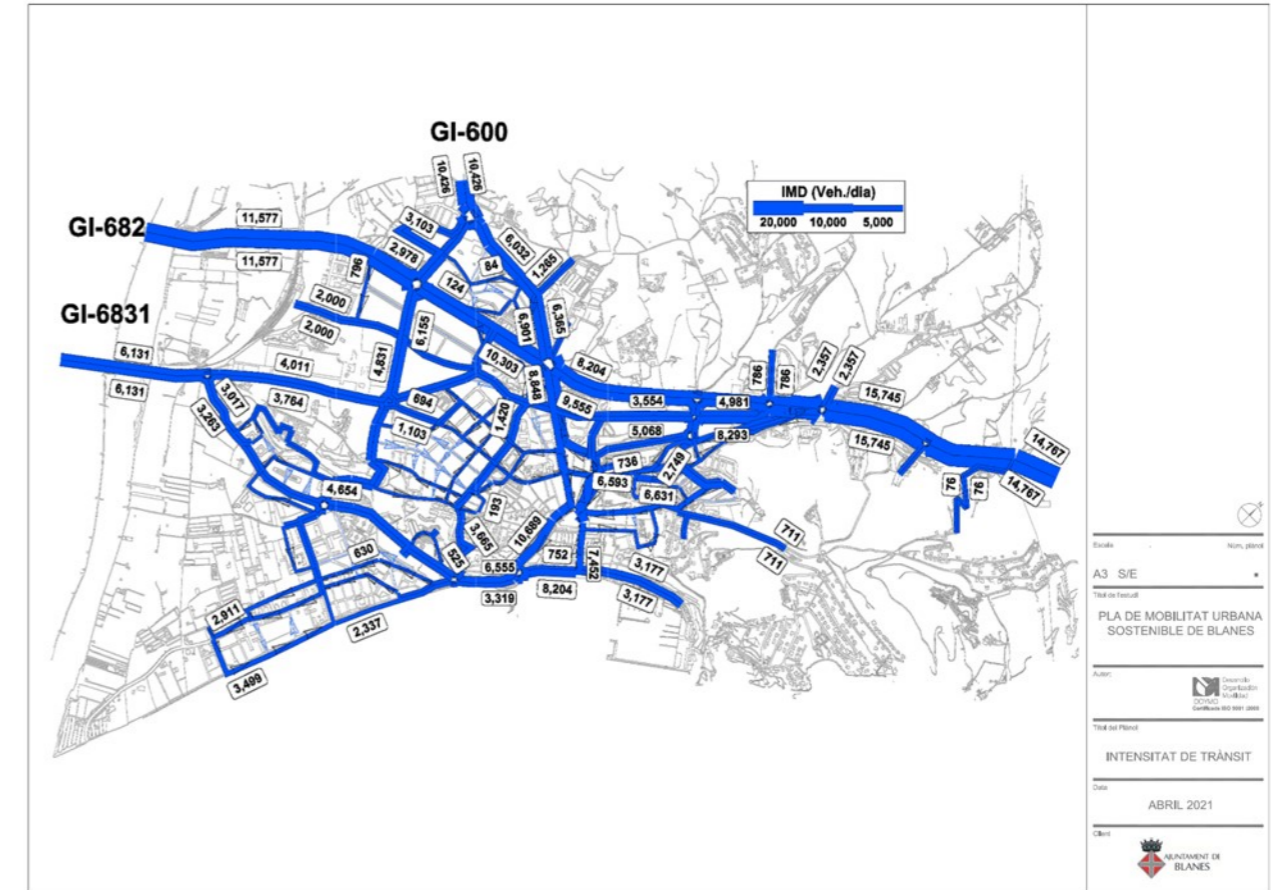 GI-600
10,426
10,426
GI-682
11,577
11,577
3,103
2,978
796
6,032
84
1,265
124
IMD (Veh./dia)
20,000 10,000 5,000
GI-6831
2,000
2,000
6,155
6,901
6,365
6,131
6,131
4,011
4,831
10,303
8,204
8,848
786
786
2,357
2,357
3,017
3,764
694
9,555
3,554
4,981
15,745
3,263
1,103
1,420
5,068
8,293
15,745
14,767
14,767
736
2,749
4,654
6,593
6,631
193
76
76
3,665
10,689
711
711
630
525
6,555
752
7,452
3,177
3,177
3,319
8,204
2,911
2,337
3,499
Escala
Núm. plànol
A3 S/E
Títol de l'estudi
PLA DE MOBILITAT URBANA
SOSTENIBLE DE BLANES
Autor:
Desarrollo
Organización
Movilidad
DOYMO
Certificada ISO 9001
Títol del Plànol
INTENSITAT DE TRÀNSIT
Data
ABRIL 2021
Client
AJUNTAMENT DE
BLANES